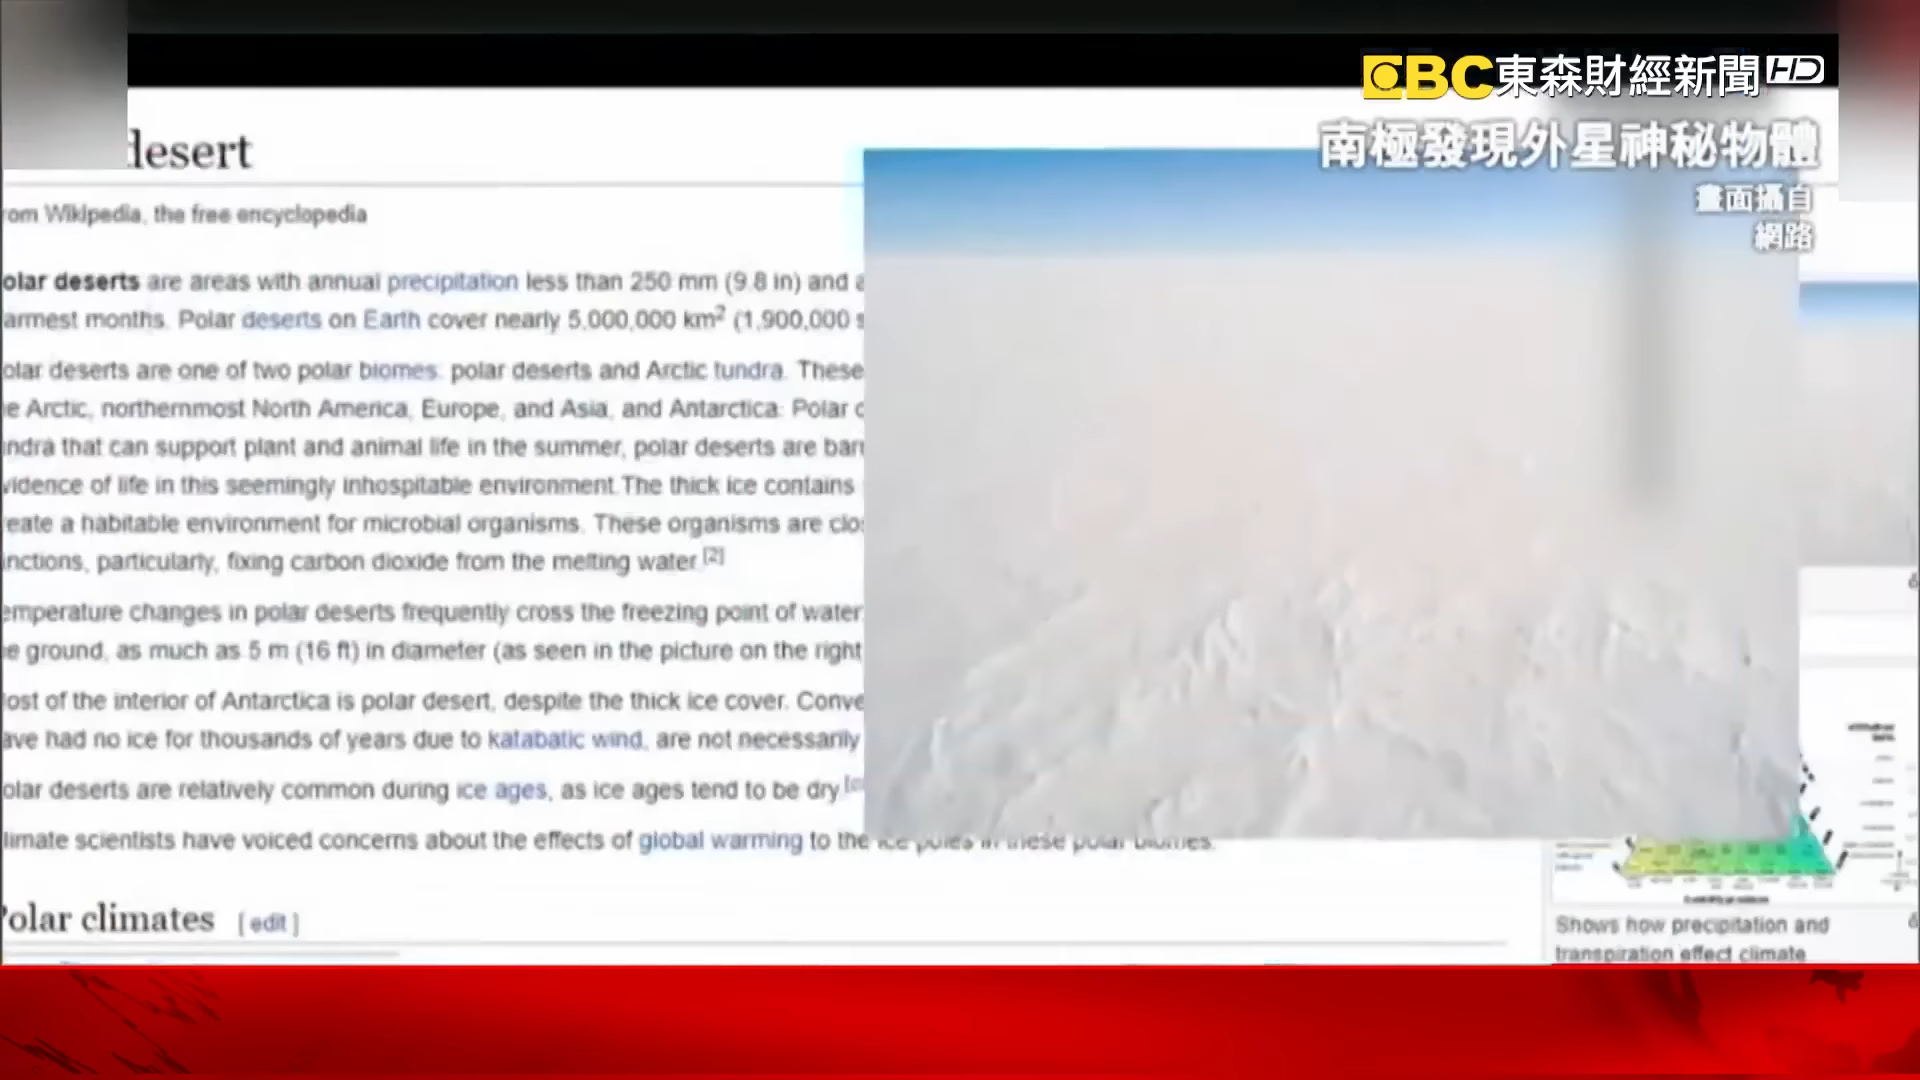 EBC東森財經新聞HD
南極發現外星神秘物體
畫面攝自
網路
desert
om Wikipedia, the free encyclopedia
olar deserts are areas with annual precipitation less than 250 mm (9.8 in) and a
armest months. Polar deserts on Earth cover nearly 5,000,000 km² (1,900,000 s
olar deserts are one of two polar biomes: polar deserts and Arctic tundra. These
e Arctic, northernmost North America, Europe, and Asia, and Antarctica. Polar
ndra that can support plant and animal life in the summer, polar deserts are bar
vidence of life in this seemingly inhospitable environment. The thick ice contains
eate a habitable environment for microbial organisms. These organisms are clo
nctions, particularly, fixing carbon dioxide from the melting water.[2]
emperature changes in polar deserts frequently cross the freezing point of water
e ground, as much as 5 m (16 ft) in diameter (as seen in the picture on the right
ost of the interior of Antarctica is polar desert, despite the thick ice cover. Conve
ave had no ice for thousands of years due to katabatic wind, are not necessarily
olar deserts are relatively common during ice ages, as ice ages tend to be dry.
limate scientists have voiced concerns about the effects of global warming to the ice poles in these polar biomes.
Polar climates [edit]
Shows how precipitation and
transpiration effect climate